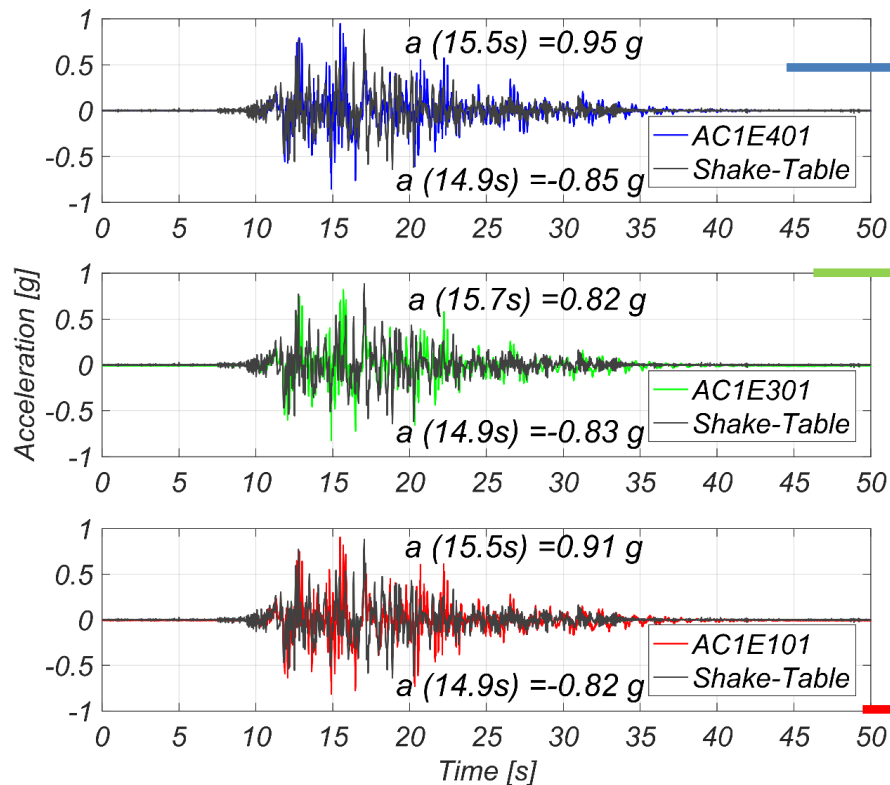 1
0.5
0
-0.5
-1
a (15.5s) =0.95 g
a (14.9s) =-0.85 g
AC1E401
Shake-Table
0 5 10 15 20 25 30 35 40 45 50
Acceleration [g]
1
0.5
0
-0.5
-1
a (15.7s) =0.82 g
a (14.9s) =-0.83 g
AC1E301
Shake-Table
0 5 10 15 20 25 30 35 40 45 50
1
0.5
0
-0.5
-1
a (15.5s) =0.91 g
a (14.9s) =-0.82 g
AC1E101
Shake-Table
0 5 10 15 20 25 30 35 40 45 50
Time [s]